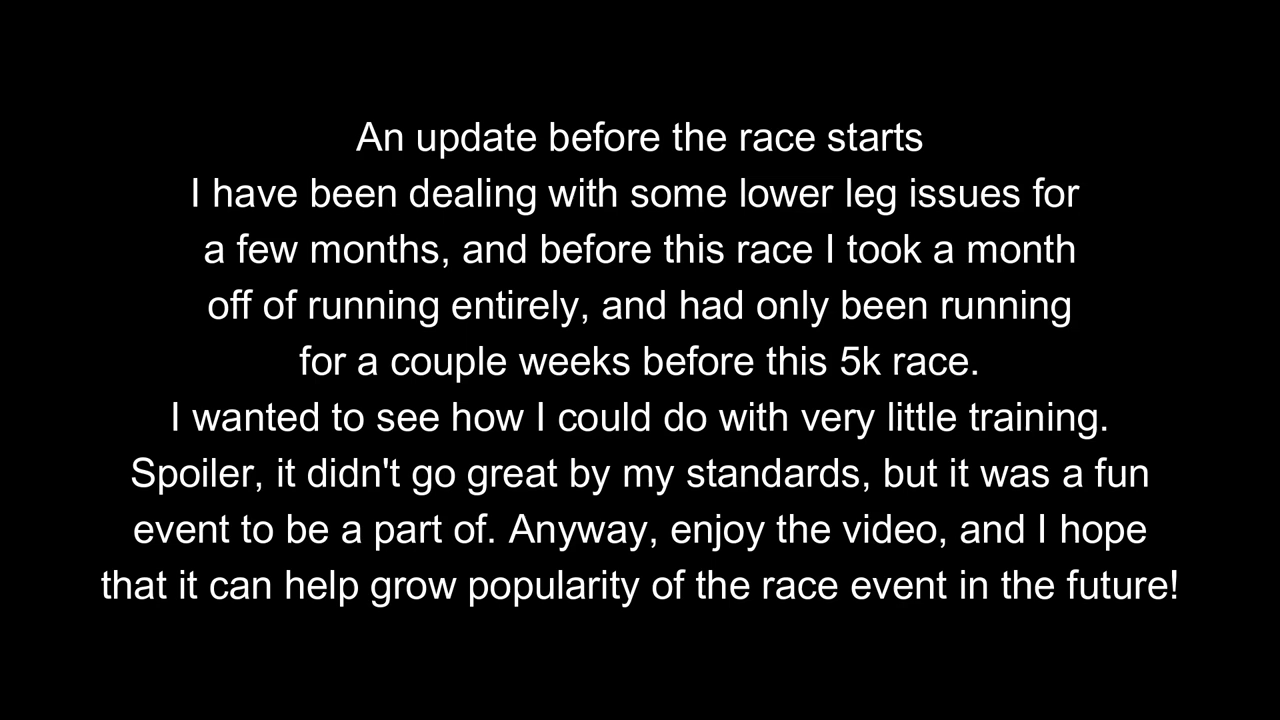 An update before the race starts
I have been dealing with some lower leg issues for
a few months, and before this race I took a month
off of running entirely, and had only been running
for a couple weeks before this 5k race.
I wanted to see how I could do with very little training.
Spoiler, it didn't go great by my standards, but it was a fun
event to be a part of. Anyway, enjoy the video, and I hope
that it can help grow popularity of the race event in the future!